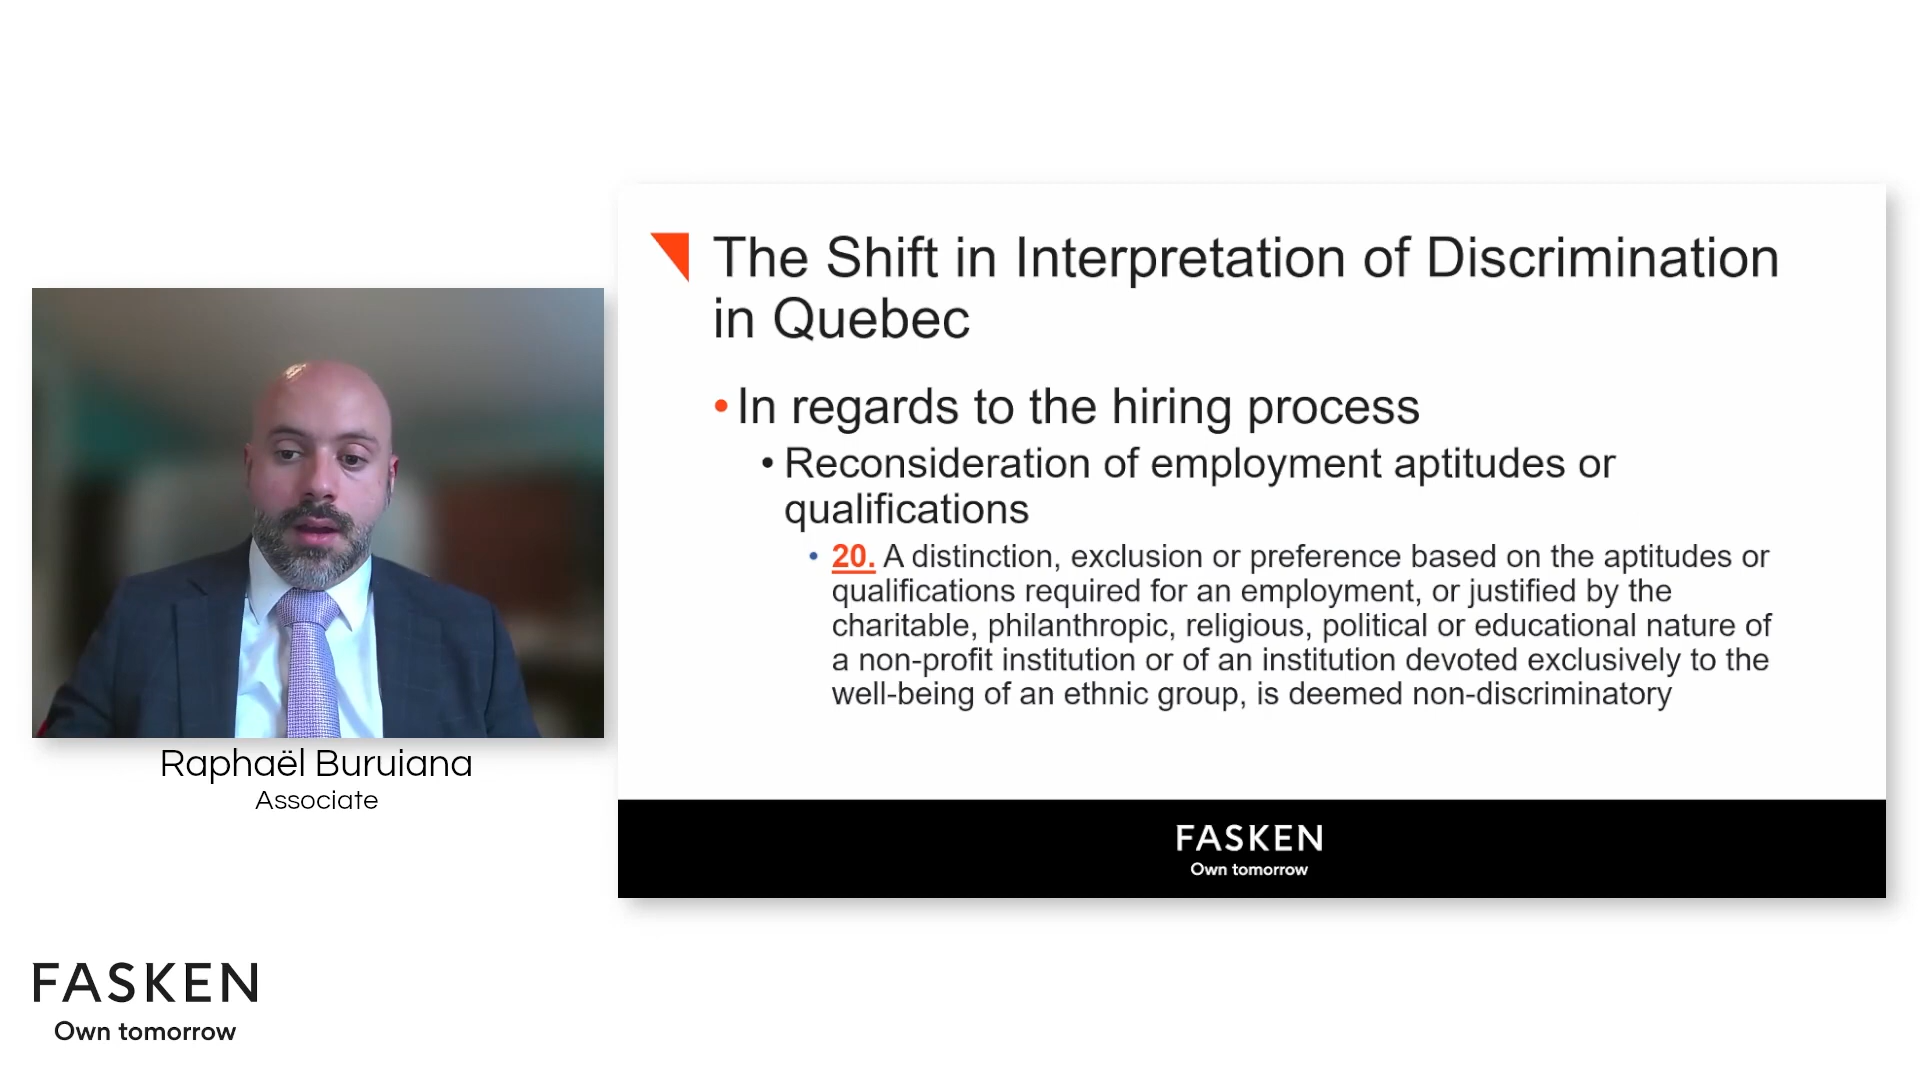 The Shift in Interpretation of Discrimination
in Quebec
• In regards to the hiring process
• Reconsideration of employment aptitudes or
qualifications
• 20. A distinction, exclusion or preference based on the aptitudes or
qualifications required for an employment, or justified by the
charitable, philanthropic, religious, political or educational nature of
a non-profit institution or of an institution devoted exclusively to the
well-being of an ethnic group, is deemed non-discriminatory
FASKEN
Own tomorrow
Raphaël Buruiana
Associate
FASKEN
Own tomorrow